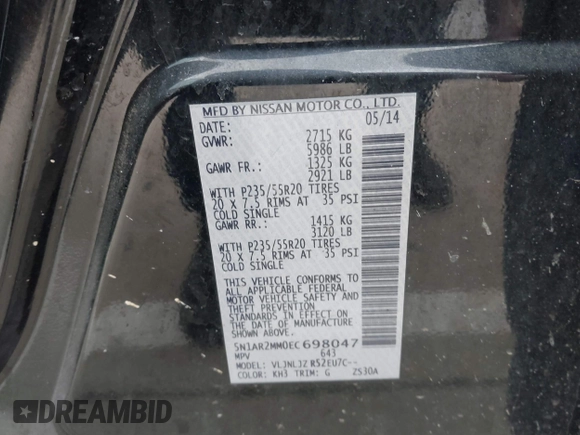 MFD BY NISSAN MOTOR CO., LTD.
DATE: 05/14
GVWR: 2715 KG
5986 LB
GAWR FR.: 1325 KG
2921 LB
WITH P235/55R20 TIRES
20 x 7.5 RIMS AT 35 PSI
COLD SINGLE
GAWR RR.: 1415 KG
3120 LB
WITH P235/55R20 TIRES
20 x 7.5 RIMS AT 35 PSI
COLD SINGLE
THIS VEHICLE CONFORMS TO
ALL APPLICABLE FEDERAL
MOTOR VEHICLE SAFETY AND
THEFT PREVENTION
STANDARDS IN EFFECT ON
THE DATE OF MANUFACTURE
SHOWN ABOVE.
5N1AR2MM0EC698047
MPV 643
MODEL: VLJNLJZ R52EU7C--
COLOR: KH3 TRIM: G ZS30A
Powered by RideSafely